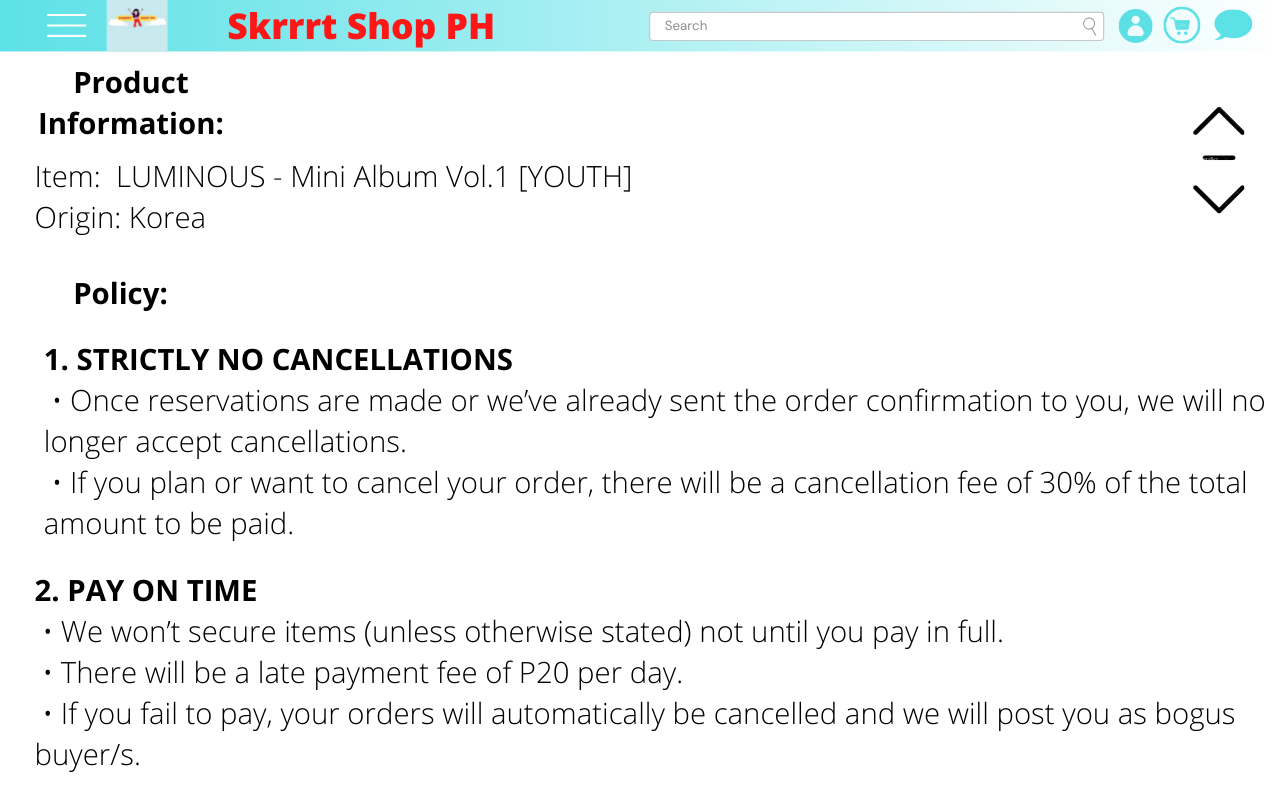 Skrrrt Shop PH
Search
Product
Information:
Item:  LUMINOUS - Mini Album Vol.1 [YOUTH]
Origin: Korea
Policy:
1. STRICTLY NO CANCELLATIONS
• Once reservations are made or we’ve already sent the order confirmation to you, we will no
longer accept cancellations.
• If you plan or want to cancel your order, there will be a cancellation fee of 30% of the total
amount to be paid.
2. PAY ON TIME
• We won’t secure items (unless otherwise stated) not until you pay in full.
• There will be a late payment fee of P20 per day.
• If you fail to pay, your orders will automatically be cancelled and we will post you as bogus
buyer/s.